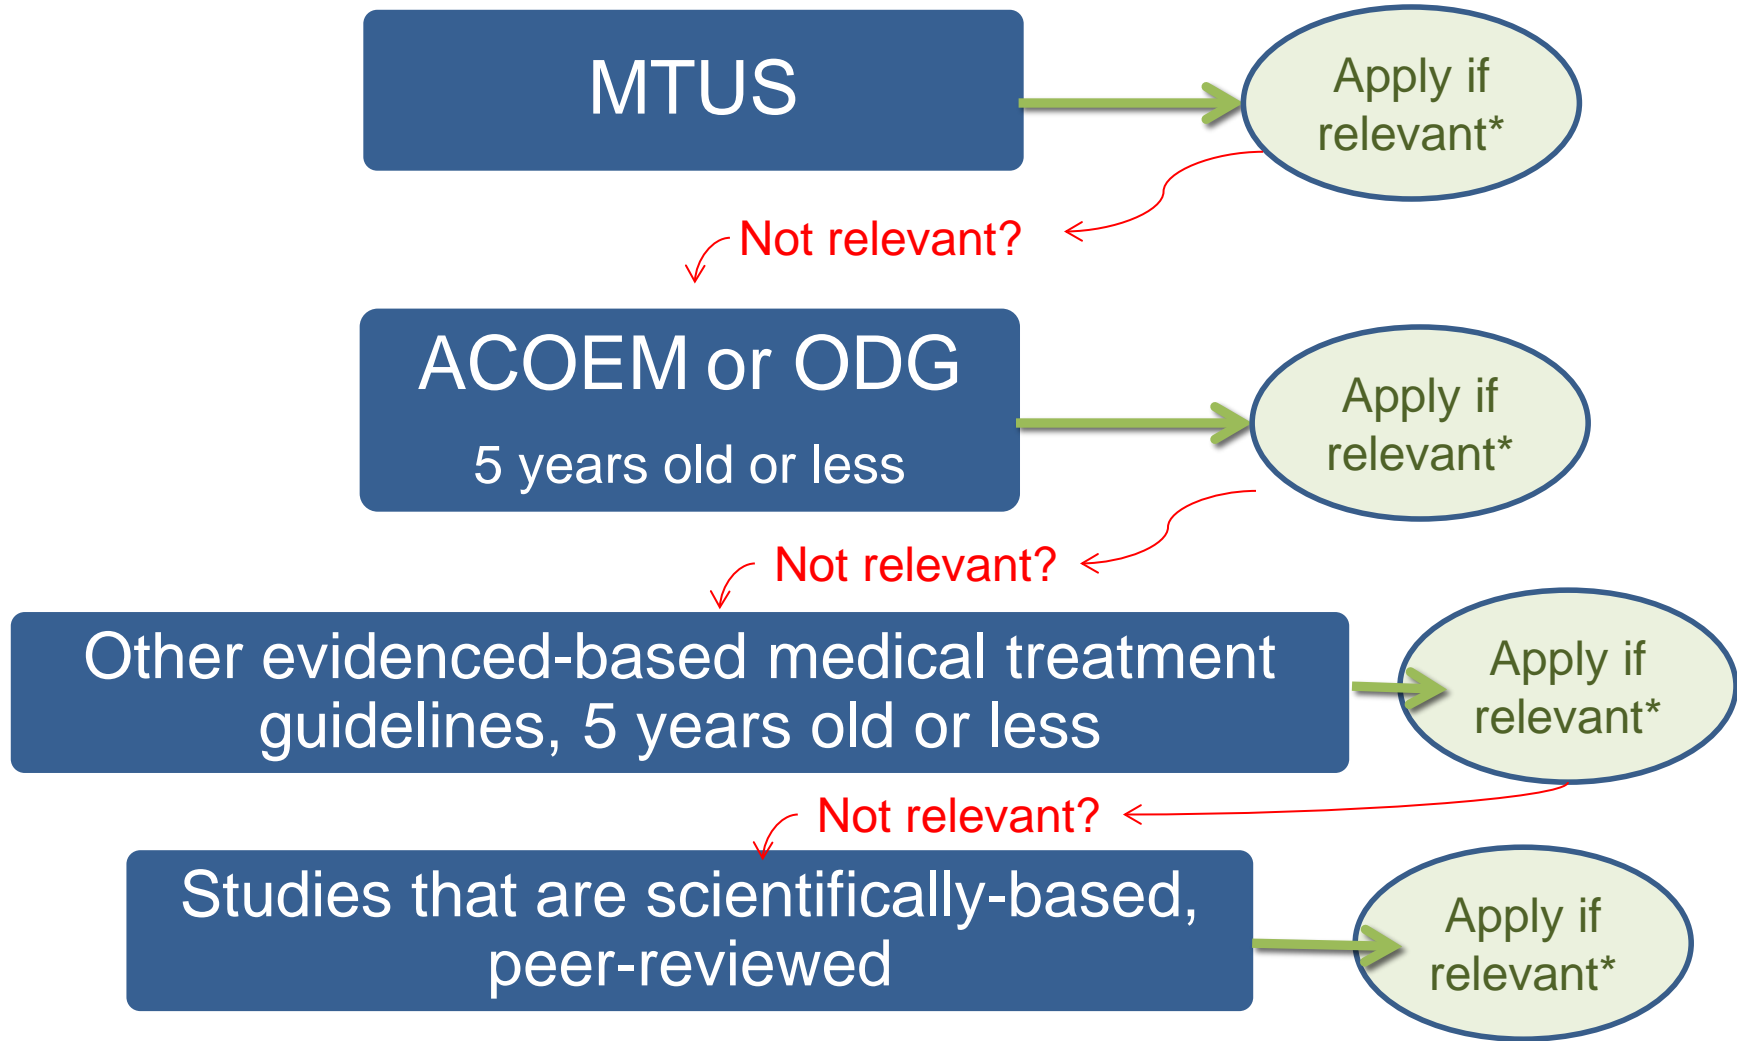 MTUS
Apply if
relevant*
Not relevant?
ACOEM or ODG
5 years old or less
Apply if
relevant*
Not relevant?
Other evidenced-based medical treatment
guidelines, 5 years old or less
Apply if
relevant*
Not relevant?
Studies that are scientifically-based,
peer-reviewed
Apply if
relevant*